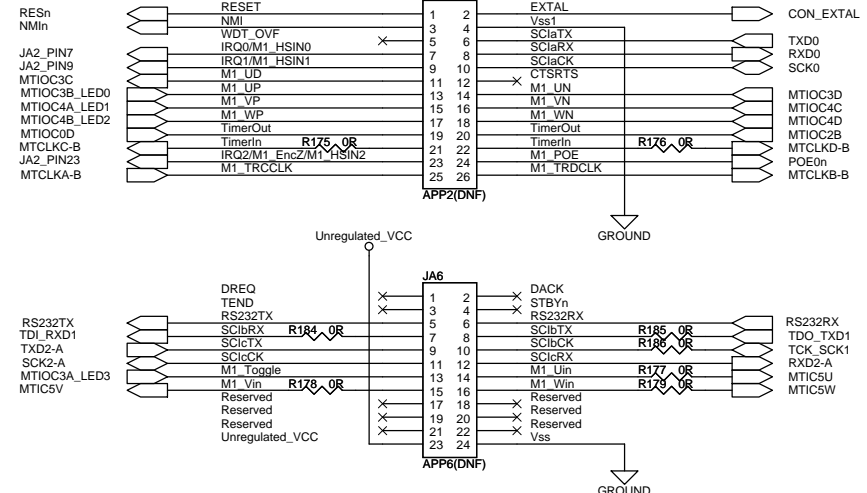 RESn RESET 1 2 EXTAL CON_EXTAL
NMIn NMI 3 4 Vss1
WDT_OVF 5 6 SCIaTX TXD0
JA2_PIN7 IRQ0/M1_HSIN0 7 8 SCIaRX RXD0
JA2_PIN9 IRQ1/M1_HSIN1 9 10 SCIaCK SCK0
MTIOC3C M1_UD 11 12 CTSRTS
MTIOC3B_LED0 M1_UP 13 14 M1_UN MTIOC3D
MTIOC4A_LED1 M1_VP 15 16 M1_VN MTIOC4C
MTIOC4B_LED2 M1_WP 17 18 M1_WN MTIOC4D
MTIOC0D TimerOut 19 20 TimerOut MTIOC2B
MTCLKC-B TimerIn R175 0R 21 22 TimerIn R176 0R MTCLKD-B
JA2_PIN23 IRQ2/M1_EncZ/M1_HSIN2 23 24 M1_POE POE0n
MTCLKA-B M1_TRCCLK 25 26 M1_TRDCLK MTCLKB-B
APP2(DNF)
Unregulated_VCC GROUND
JA6
DREQ 1 2 DACK
TEND 3 4 STBYn
RS232TX RS232TX 5 6 RS232RX RS232RX
TDI_RXD1 SCIbRX R184 0R 7 8 SCIbTX R185 0R TDO_TXD1
TXD2-A SCIcTX 9 10 SCIbCK R186 0R TCK_SCK1
SCK2-A SCIcCK 11 12 SCIcRX RXD2-A
MTIOC3A_LED3 M1_Toggle 13 14 M1_Uin R177 0R MTIC5U
MTIC5V M1_Vin R178 0R 15 16 M1_Win R179 0R MTIC5W
Reserved 17 18 Reserved
Reserved 19 20 Reserved
Reserved 21 22 Reserved
Unregulated_VCC 23 24 Vss
APP6(DNF)
GROUND